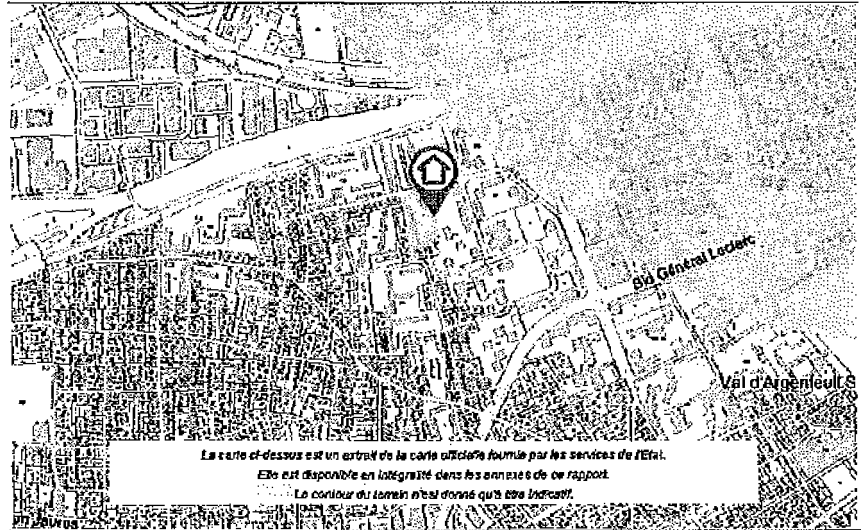 Bld Général Leclerc
Val d'Argenteuil S
La carte ci-dessus est un extrait de la carte officielle fournie par les services de l'Etat.
Elle est disponible en intégralité dans les annexes de ce rapport.
Le contour du terrain n'est donné qu'à titre indicatif.